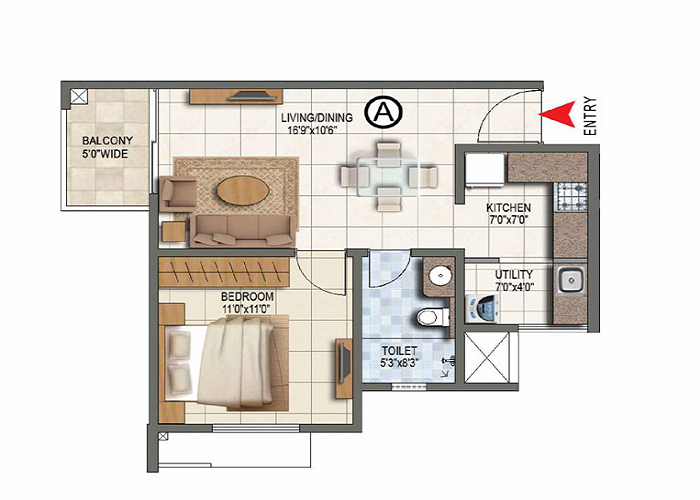 A
LIVING/DINING
16'9"x10'6"
ENTRY
BALCONY
5'0"WIDE
KITCHEN
7'0"x7'0"
UTILITY
7'0"x4'0"
BEDROOM
11'0"x11'0"
TOILET
5'3"x8'3"